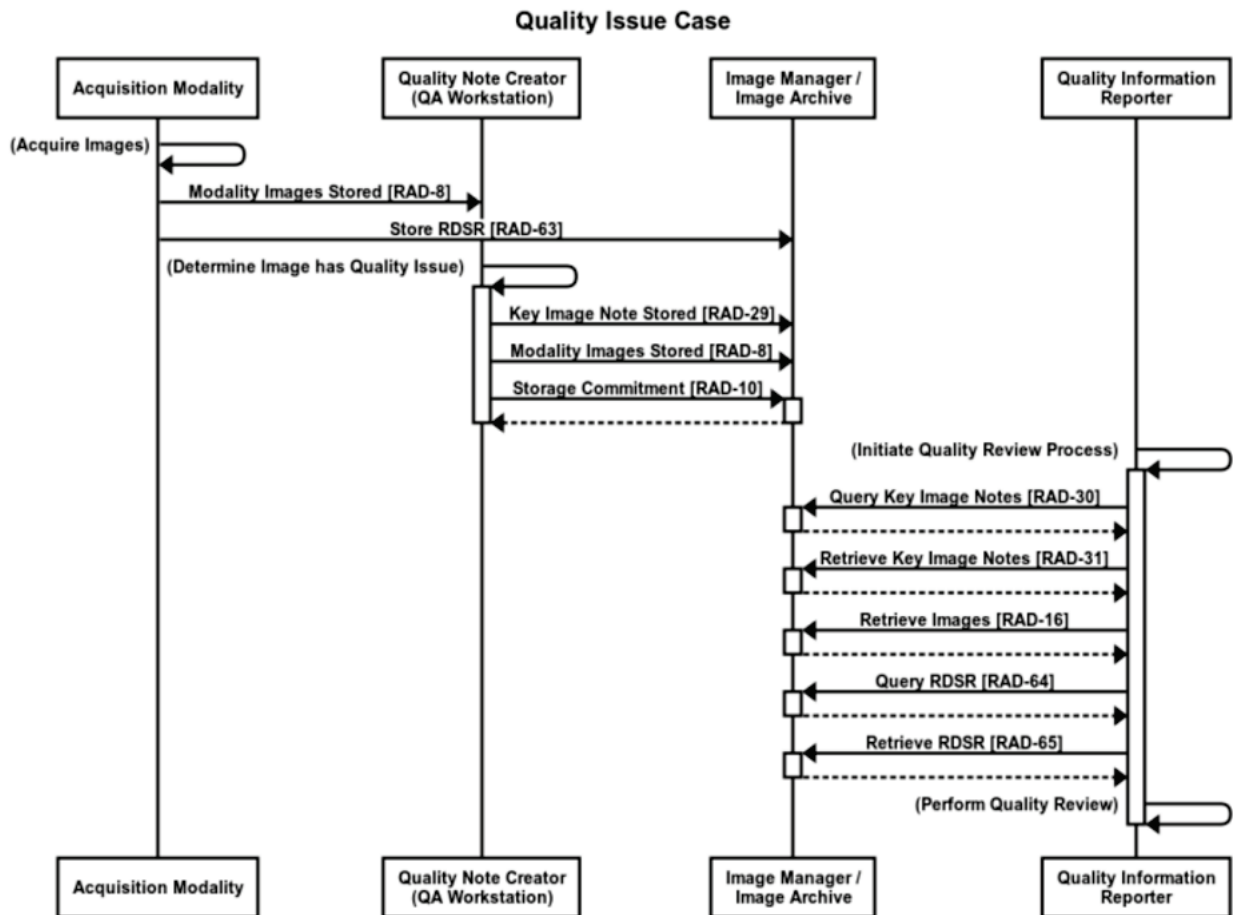 Quality Issue Case
Acquisition Modality
Quality Note Creator
(QA Workstation)
Image Manager /
Image Archive
Quality Information
Reporter
(Acquire Images)
Modality Images Stored [RAD-8]
Store RDSR [RAD-63]
(Determine Image has Quality Issue)
Key Image Note Stored [RAD-29]
Modality Images Stored [RAD-8]
Storage Commitment [RAD-10]
(Initiate Quality Review Process)
Query Key Image Notes [RAD-30]
Retrieve Key Image Notes [RAD-31]
Retrieve Images [RAD-16]
Query RDSR [RAD-64]
Retrieve RDSR [RAD-65]
(Perform Quality Review)
Acquisition Modality
Quality Note Creator
(QA Workstation)
Image Manager /
Image Archive
Quality Information
Reporter